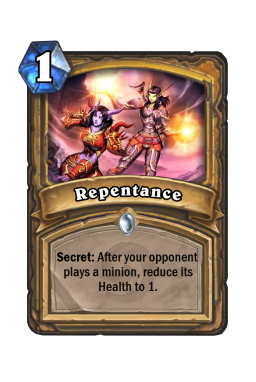 1
Repentance
Secret: After your opponent
plays a minion, reduce its
Health to 1.